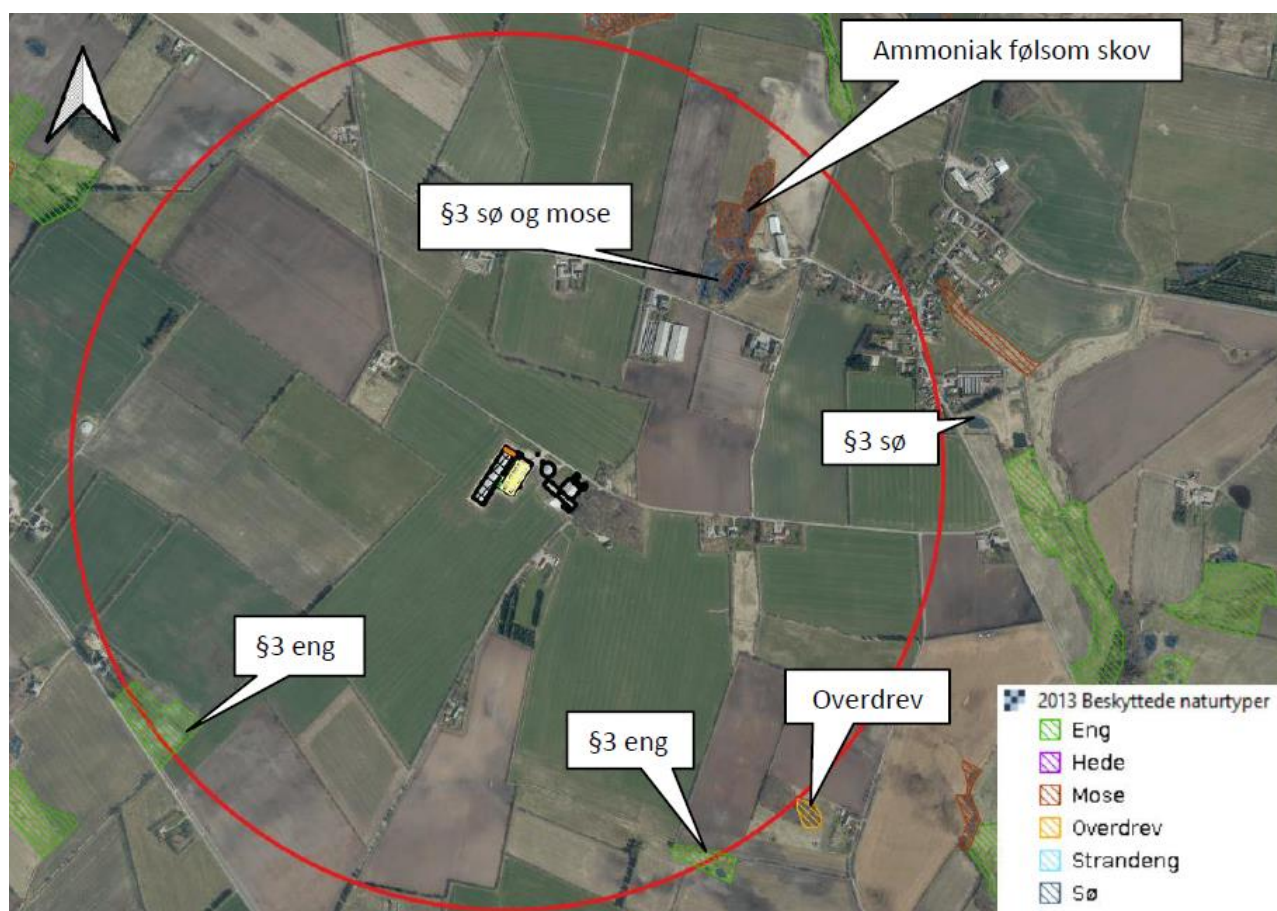 Ammoniak følsom skov
§3 sø og mose
§3 sø
§3 eng
Overdrev
§3 eng
2013 Beskyttede naturtyper
Eng
Hede
Mose
Overdrev
Strandeng
Sø